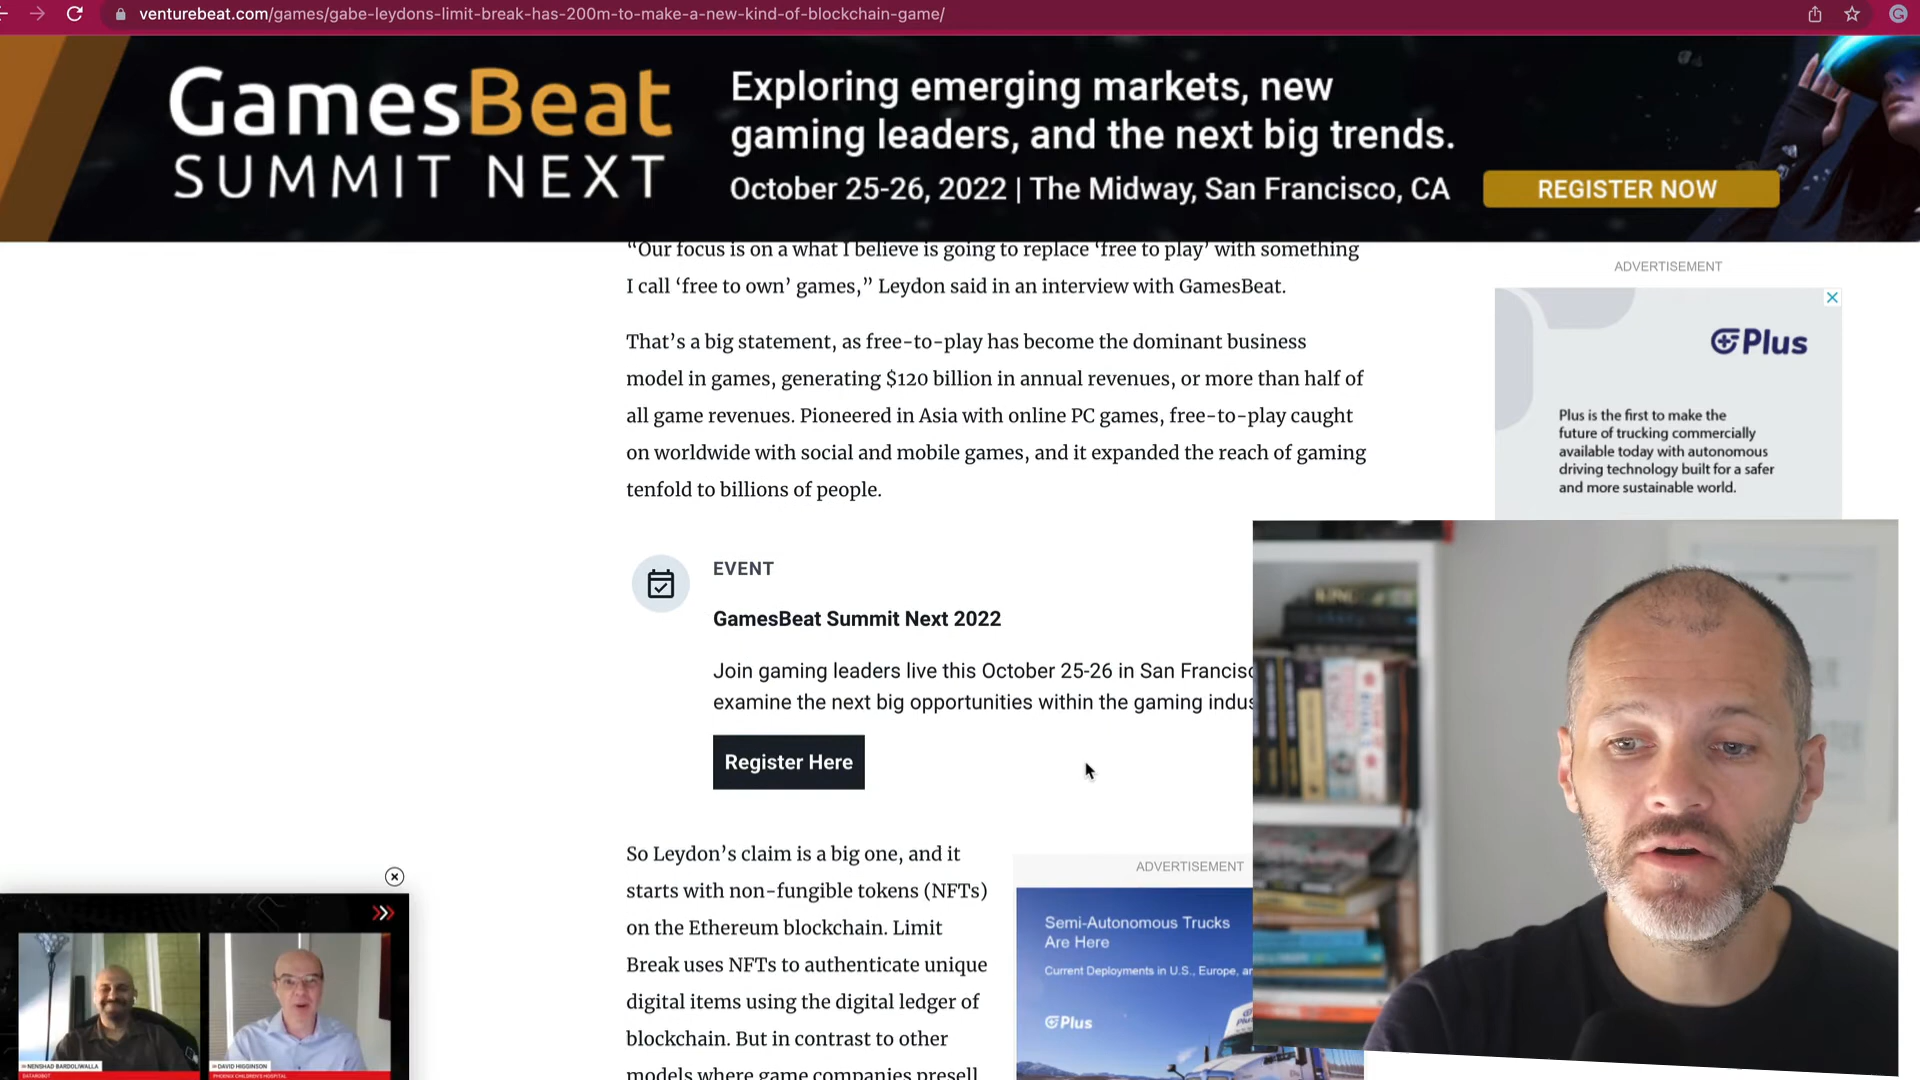 venturebeat.com/games/gabe-leydons-limit-break-has-200m-to-make-a-new-kind-of-blockchain-game/
GamesBeat
SUMMIT NEXT
Exploring emerging markets, new
gaming leaders, and the next big trends.
October 25-26, 2022 | The Midway, San Francisco, CA
REGISTER NOW
“Our focus is on a what I believe is going to replace ‘free to play’ with something
I call ‘free to own’ games,” Leydon said in an interview with GamesBeat.
That’s a big statement, as free-to-play has become the dominant business
model in games, generating $120 billion in annual revenues, or more than half of
all game revenues. Pioneered in Asia with online PC games, free-to-play caught
on worldwide with social and mobile games, and it expanded the reach of gaming
tenfold to billions of people.
EVENT
GamesBeat Summit Next 2022
Join gaming leaders live this October 25-26 in San Francisc
examine the next big opportunities within the gaming indus
Register Here
So Leydon’s claim is a big one, and it
starts with non-fungible tokens (NFTs)
on the Ethereum blockchain. Limit
Break uses NFTs to authenticate unique
digital items using the digital ledger of
blockchain. But in contrast to other
models where game companies presell
ADVERTISEMENT
Plus
Plus is the first to make the
future of trucking commercially
available today with autonomous
driving technology built for a safer
and more sustainable world.
ADVERTISEMENT
Semi-Autonomous Trucks
Are Here
Current Deployments in U.S., Europe, an
Plus
NENSHAD BARDOLIWALLA
DATAROBOT
DAVID HIGGINSON
PHOENIX CHILDREN'S HOSPITAL